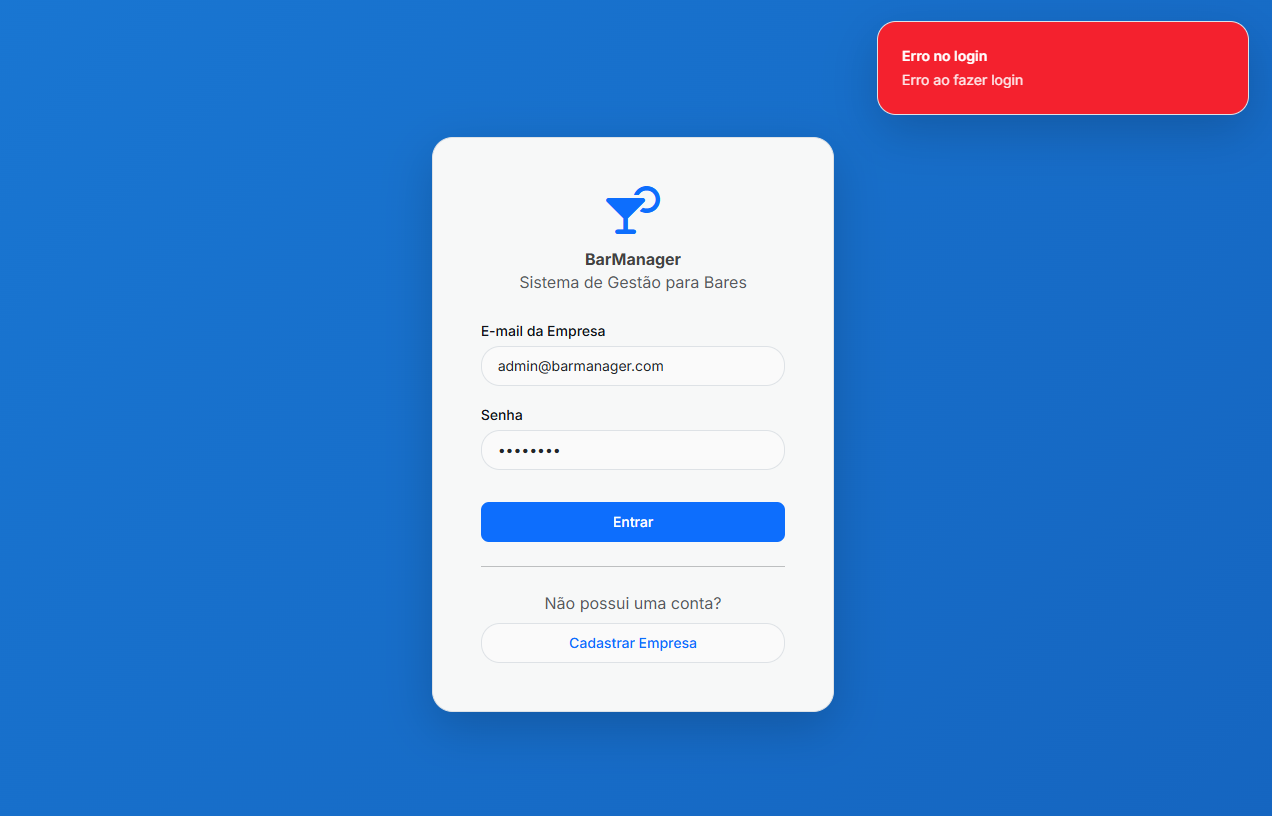 Erro no login
Erro ao fazer login
BarManager
Sistema de Gestão para Bares
E-mail da Empresa
admin@barmanager.com
Senha
••••••••
Entrar
Não possui uma conta?
Cadastrar Empresa